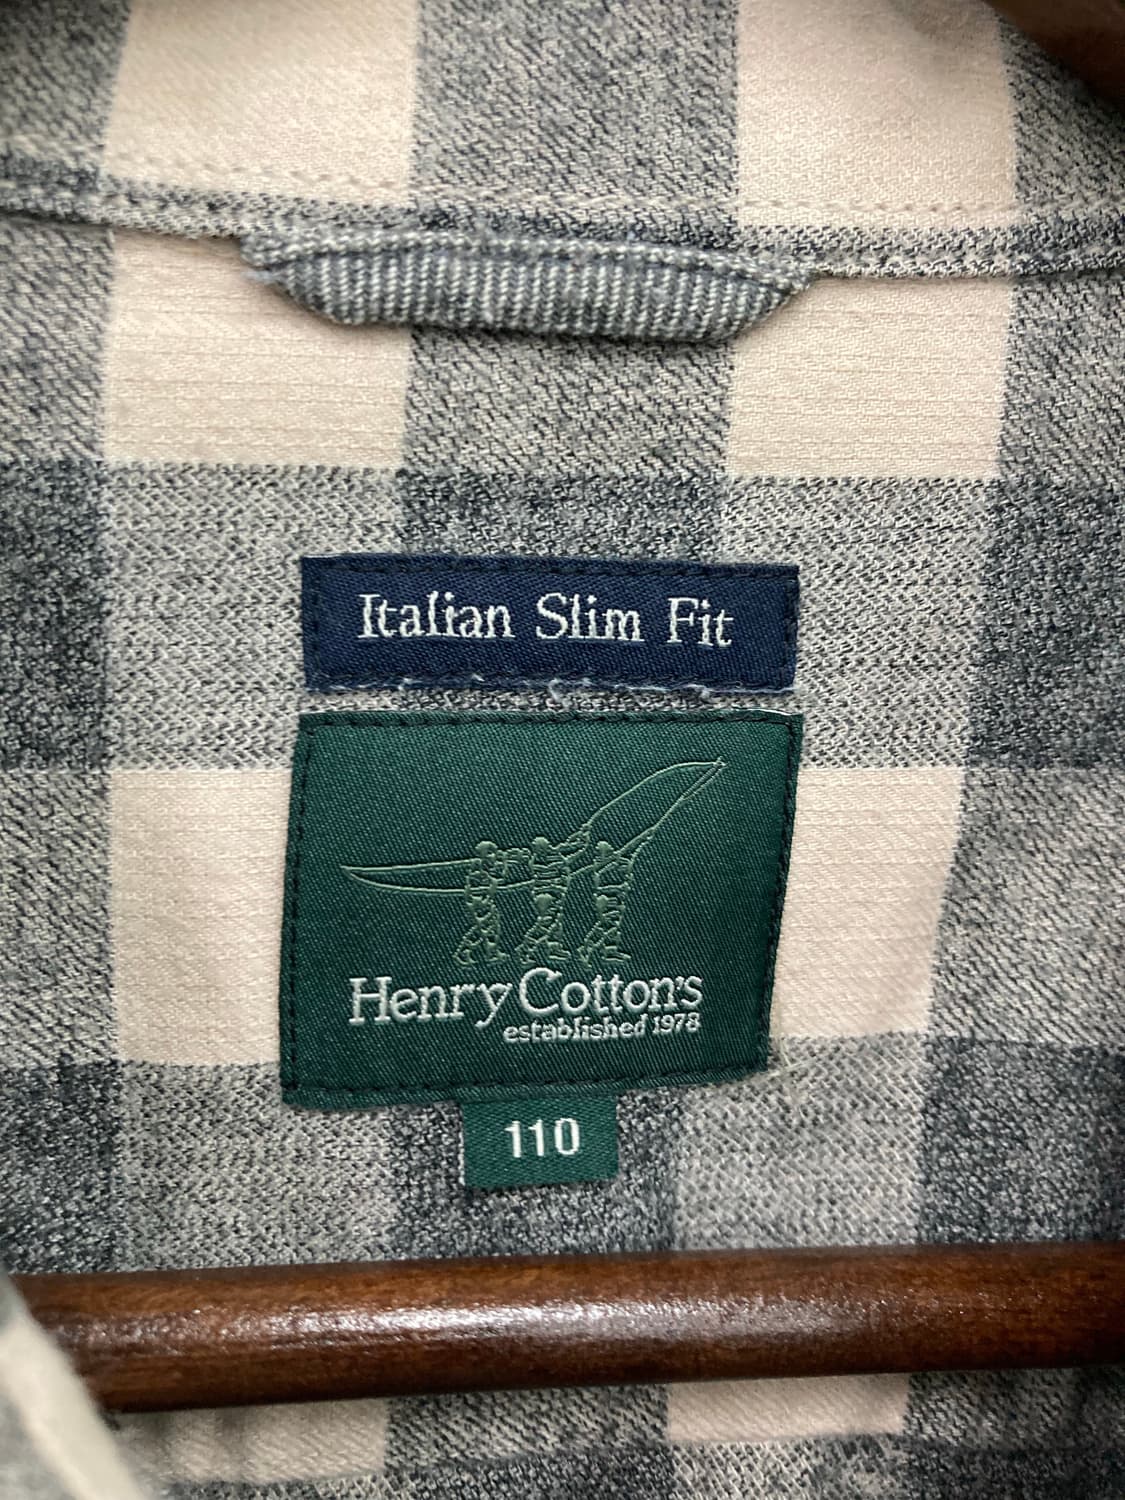 Italian Slim Fit
Henry Cotton's
established 1978
110